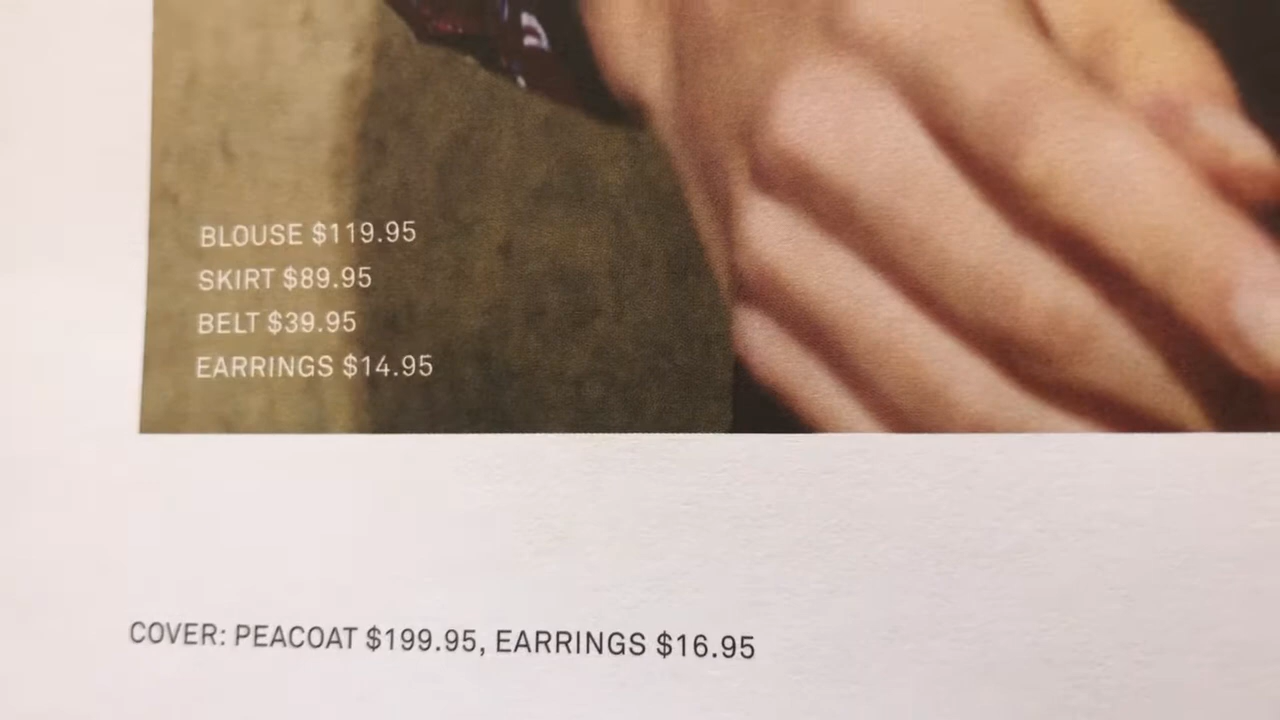 BLOUSE $119.95
SKIRT $89.95
BELT $39.95
EARRINGS $14.95
COVER: PEACOAT $199.95, EARRINGS $16.95